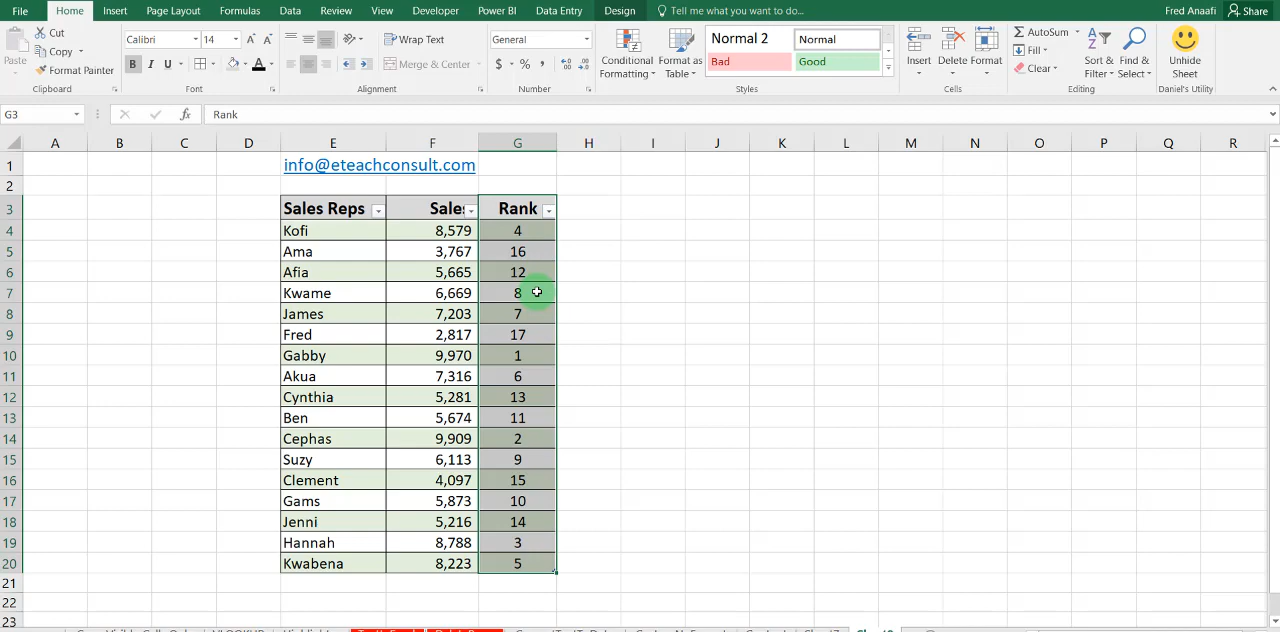 File Home Insert Page Layout Formulas Data Review View Developer Power BI Data Entry Design Tell me what you want to do... Fred Anaafi Share
Paste Cut Copy Format Painter Clipboard
Calibri 14 A A B I U A Font
Wrap Text Merge & Center Alignment
General $ % , Number
Conditional Formatting Format as Table Normal 2 Normal Bad Good Styles
Insert Delete Format Cells
AutoSum Fill Clear Sort & Filter Find & Select Editing
Unhide Sheet Daniel's Utility
G3 fx Rank
A B C D E F G H I J K L M N O P Q R
1 info@eteachconsult.com
2
3 Sales Reps Sales Rank
4 Kofi 8,579 4
5 Ama 3,767 16
6 Afia 5,665 12
7 Kwame 6,669 8
8 James 7,203 7
9 Fred 2,817 17
10 Gabby 9,970 1
11 Akua 7,316 6
12 Cynthia 5,281 13
13 Ben 5,674 11
14 Cephas 9,909 2
15 Suzy 6,113 9
16 Clement 4,097 15
17 Gams 5,873 10
18 Jenni 5,216 14
19 Hannah 8,788 3
20 Kwabena 8,223 5
21
22
23